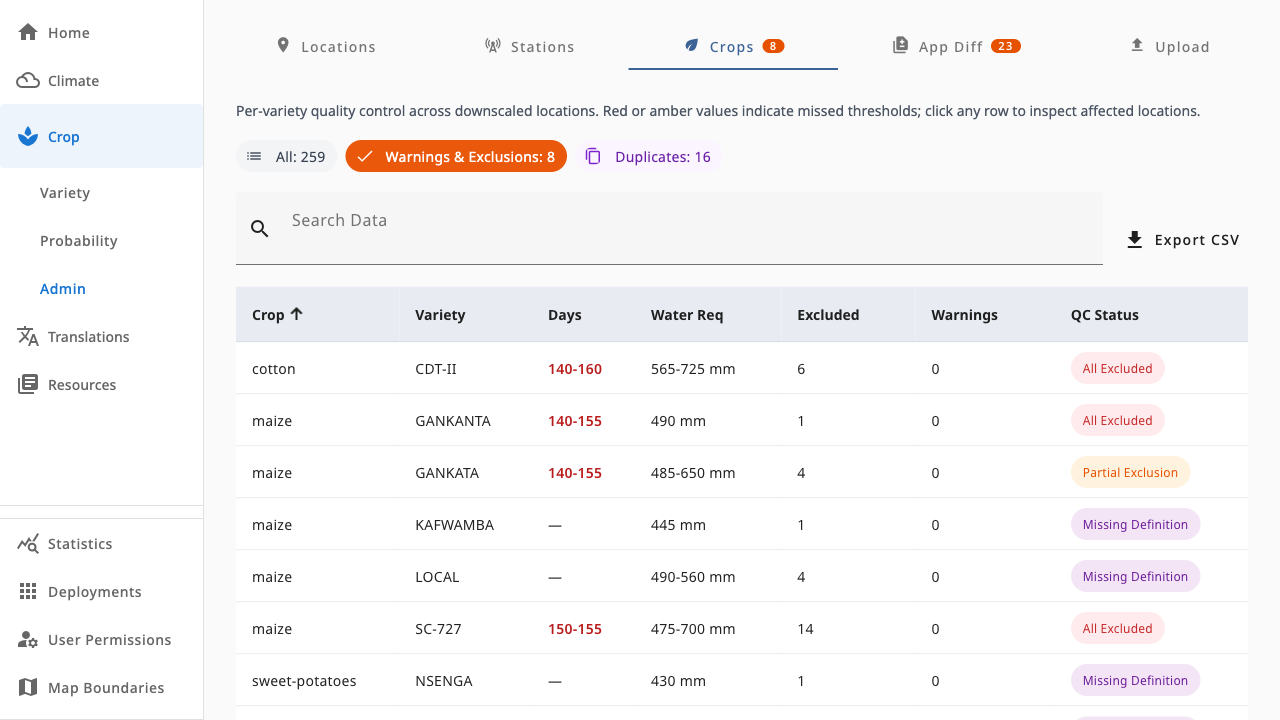 Home
Climate
Crop
Variety
Probability
Admin
Translations
Resources
Statistics
Deployments
User Permissions
Map Boundaries
Locations Stations Crops 8 App Diff 23 Upload
Per-variety quality control across downscaled locations. Red or amber values indicate missed thresholds; click any row to inspect affected locations.
All: 259 Warnings & Exclusions: 8 Duplicates: 16
Search Data
Export CSV
Crop Variety Days Water Req Excluded Warnings QC Status
cotton CDT-II 140-160 565-725 mm 6 0 All Excluded
maize GANKANTA 140-155 490 mm 1 0 All Excluded
maize GANKATA 140-155 485-650 mm 4 0 Partial Exclusion
maize KAFWAMBA — 445 mm 1 0 Missing Definition
maize LOCAL — 490-560 mm 4 0 Missing Definition
maize SC-727 150-155 475-700 mm 14 0 All Excluded
sweet-potatoes NSENGA — 430 mm 1 0 Missing Definition